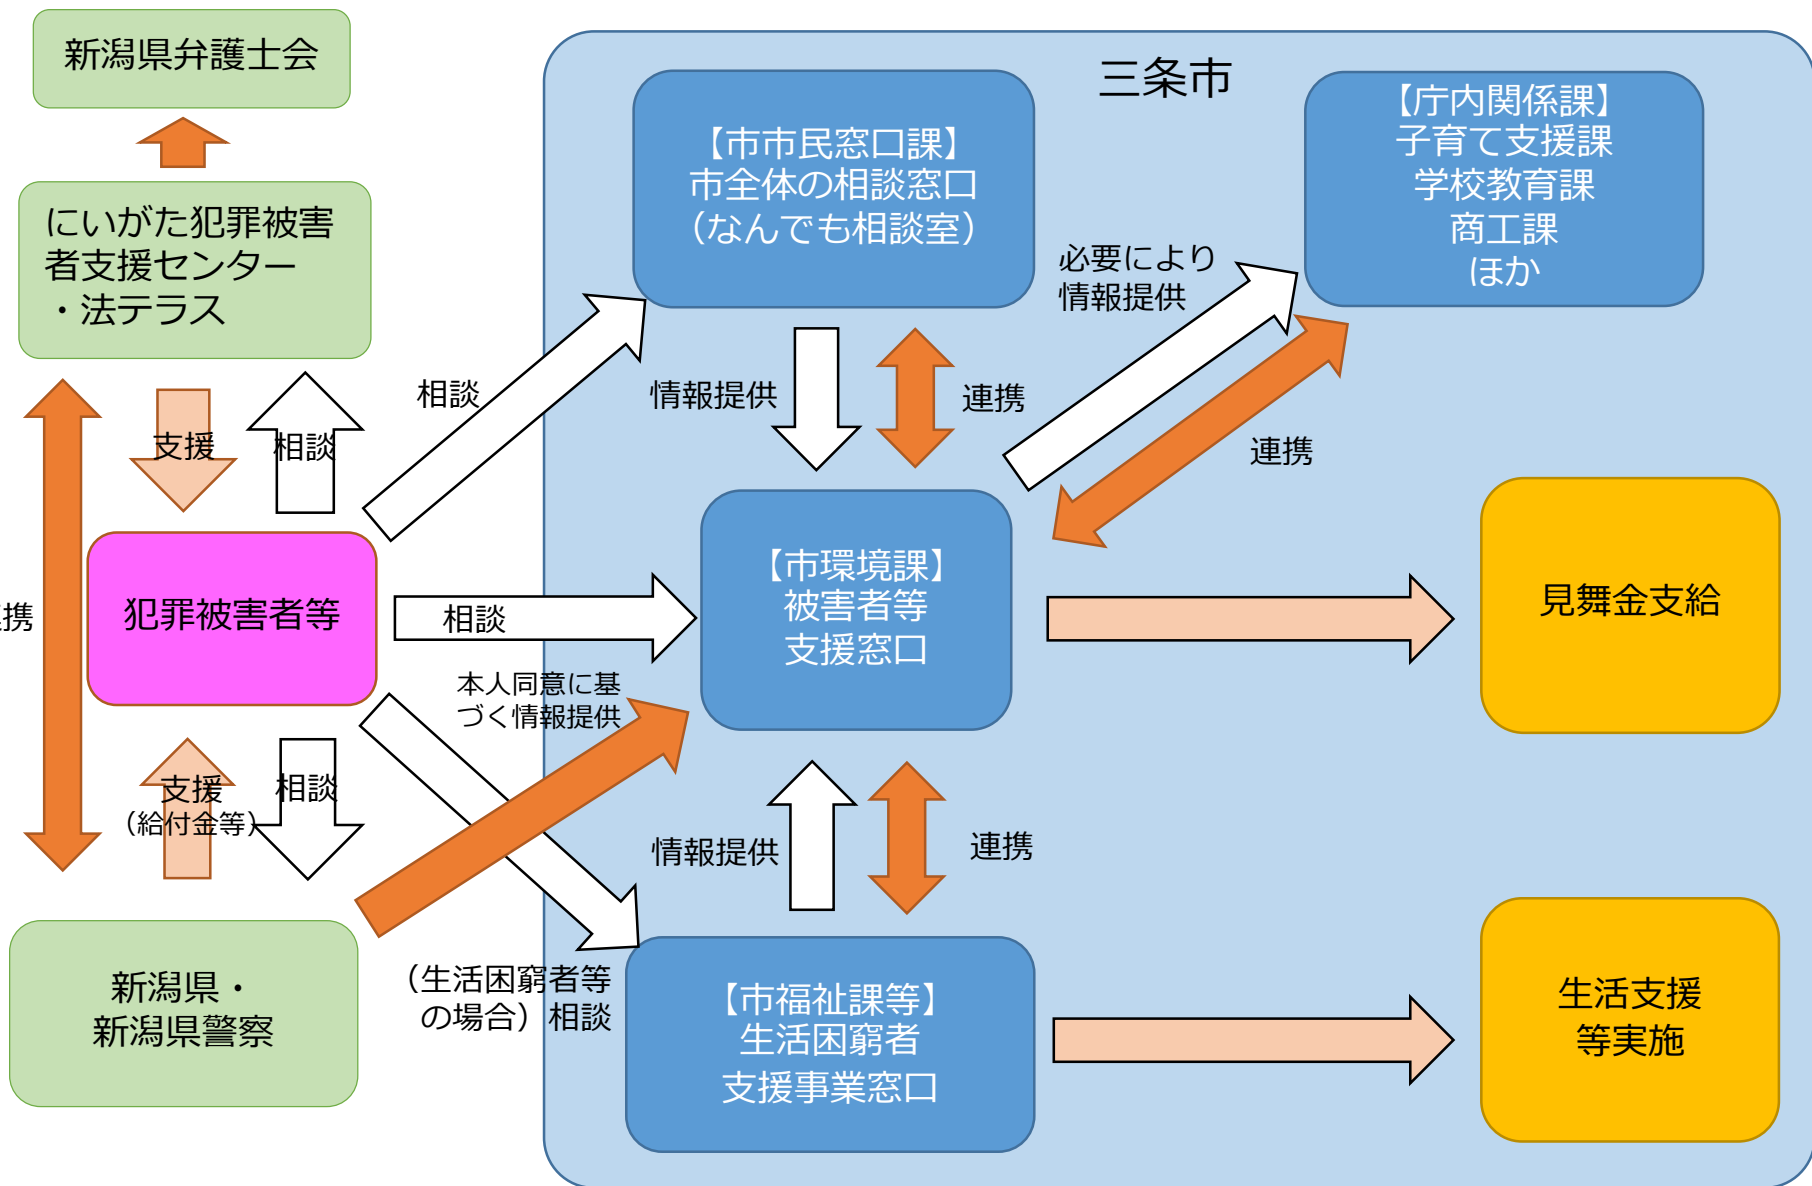 新潟県弁護士会
にいがた犯罪被害
者支援センター
・法テラス
支援
相談
携
犯罪被害者等
支援
（給付金等）
相談
新潟県・
新潟県警察
相談
相談
本人同意に基
づく情報提供
（生活困窮者等
の場合）相談
三条市
【市市民窓口課】
市全体の相談窓口
（なんでも相談室）
情報提供
連携
【市環境課】
被害者等
支援窓口
情報提供
連携
【市福祉課等】
生活困窮者
支援事業窓口
【庁内関係課】
子育て支援課
学校教育課
商工課
ほか
必要により
情報提供
連携
見舞金支給
生活支援
等実施